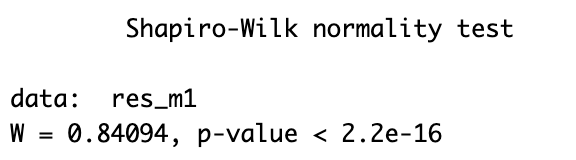 Shapiro-Wilk normality test
data:  res_m1
W = 0.84094, p-value < 2.2e-16